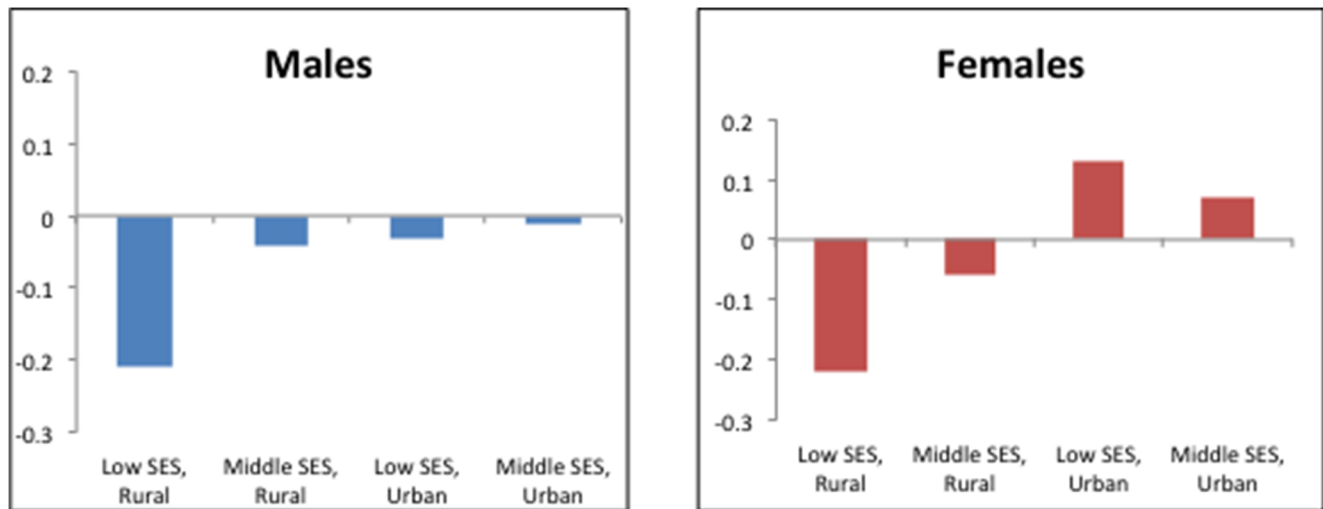 Males
0.2
0.1
0
-0.1
-0.2
-0.3
Low SES, Middle SES, Low SES, Middle SES,
Rural Rural Urban Urban
Females
0.2
0.1
0
-0.1
-0.2
-0.3
Low SES, Middle SES, Low SES, Middle SES,
Rural Rural Urban Urban